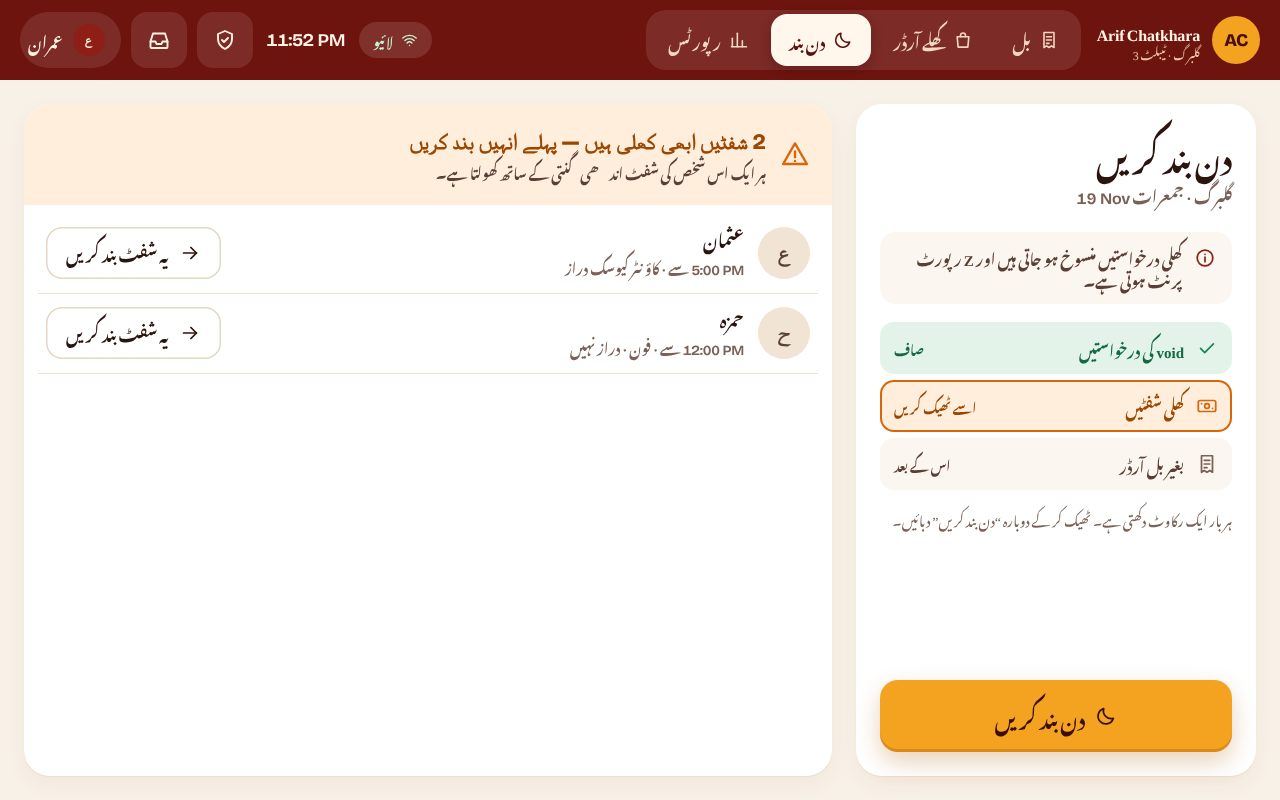 AC
Arif Chatkhara
گلبرگ · ٹیبلٹ 3
بل
کھلے آرڈر
دن بند
رپورٹس
لائیو
11:52 PM
ع
عمران
دن بند کریں
گلبرگ · جمعرات 19 Nov
کھلی درخواستیں منسوخ ہو جاتی ہیں اور Z رپورٹ
پرنٹ ہوتی ہے۔
void کی درخواستیں
صاف
کھلی شفٹیں
اسے ٹھیک کریں
بغیر بل آرڈر
اس کے بعد
ہر بار ایک رکاوٹ دکھتی ہے۔ ٹھیک کر کے دوبارہ “دن بند کریں” دبائیں۔
دن بند کریں
2 شفٹیں ابھی کھلی ہیں — پہلے انہیں بند کریں
ہر ایک اس شخص کی شفٹ گنتی کے ساتھ کھولتا ہے۔
ع
عثمان
5:00 PM سے · کاؤنٹر کیوسک دراز
یہ شفٹ بند کریں
ح
حمزہ
12:00 PM سے · فون · دراز نہیں
یہ شفٹ بند کریں